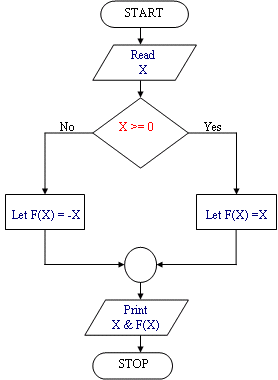 START
Read
X
X >= 0
No
Yes
Let F(X) = -X
Let F(X) =X
Print
X & F(X)
STOP